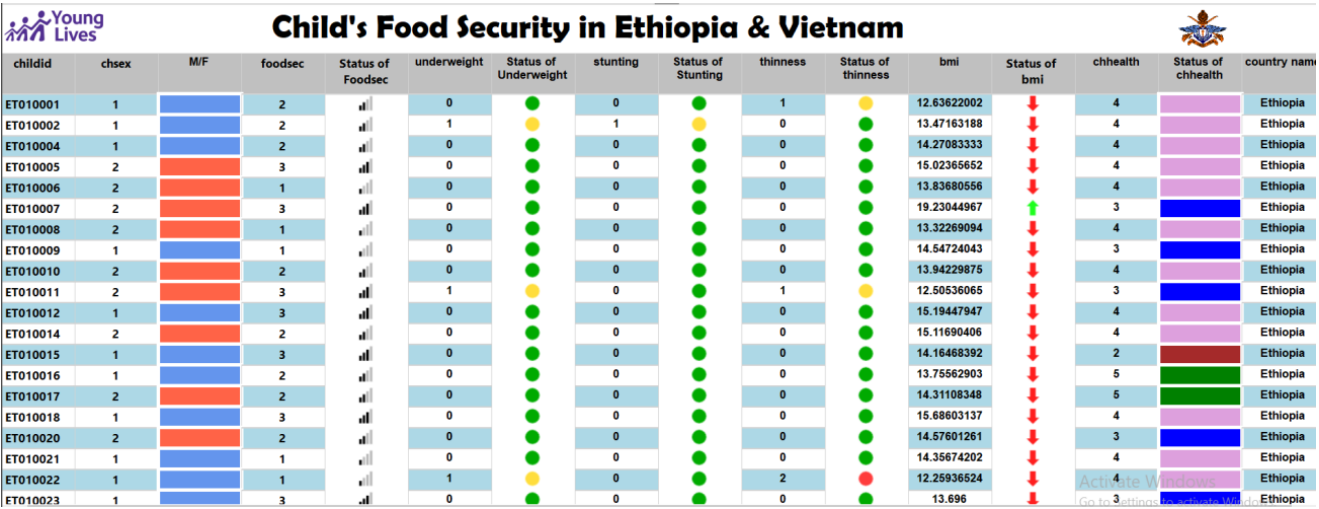 Young Lives
Child's Food Security in Ethiopia & Vietnam
childid chsex M/F foodsec Status of Foodsec underweight Status of Underweight stunting Status of Stunting thinness Status of thinness bmi Status of bmi chhealth Status of chhealth country name
ET010001 1 2 0 0 1 12.63622002 4 Ethiopia
ET010002 1 2 1 1 0 13.47163188 4 Ethiopia
ET010004 1 2 0 0 0 14.27083333 4 Ethiopia
ET010005 2 3 0 0 0 15.02365652 4 Ethiopia
ET010006 2 1 0 0 0 13.83680556 4 Ethiopia
ET010007 2 3 0 0 0 19.23044967 3 Ethiopia
ET010008 2 1 0 0 0 13.32269094 4 Ethiopia
ET010009 1 1 0 0 0 14.54724043 3 Ethiopia
ET010010 2 2 0 0 0 13.94229875 4 Ethiopia
ET010011 2 3 1 0 1 12.50536065 3 Ethiopia
ET010012 1 3 0 0 0 15.19447947 4 Ethiopia
ET010014 2 2 0 0 0 15.11690406 4 Ethiopia
ET010015 1 3 0 0 0 14.16468392 2 Ethiopia
ET010016 1 2 0 0 0 13.75562903 5 Ethiopia
ET010017 2 2 0 0 0 14.31108348 5 Ethiopia
ET010018 1 3 0 0 0 15.68603137 4 Ethiopia
ET010020 2 2 0 0 0 14.57601261 3 Ethiopia
ET010021 1 1 0 0 0 14.35674202 4 Ethiopia
ET010022 1 1 1 0 2 12.25936524 4 Ethiopia
ET010023 1 3 0 0 0 13.696 3 Ethiopia
Activate Windows
Go to Settings to activate Windows.